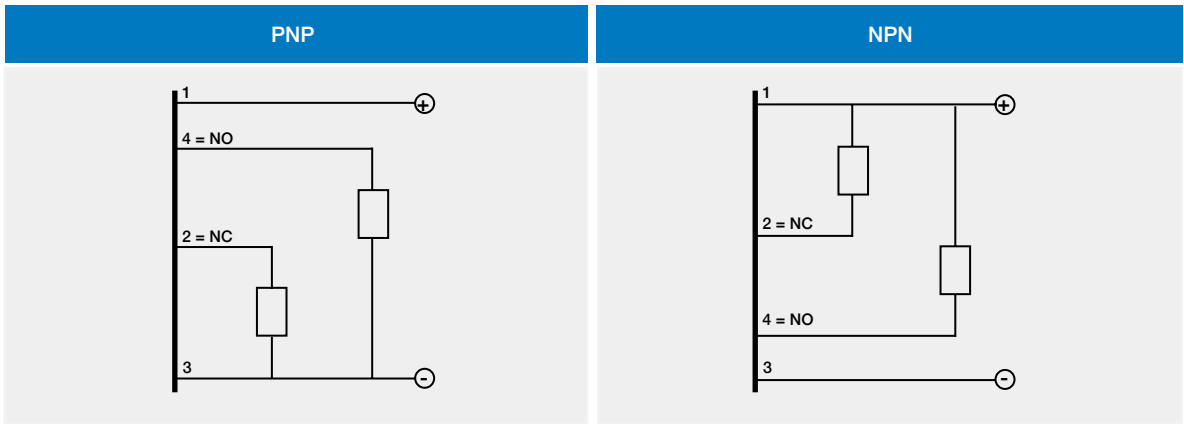 PNP
1
+
4 = NO
2 = NC
3
-
NPN
1
+
2 = NC
4 = NO
3
-